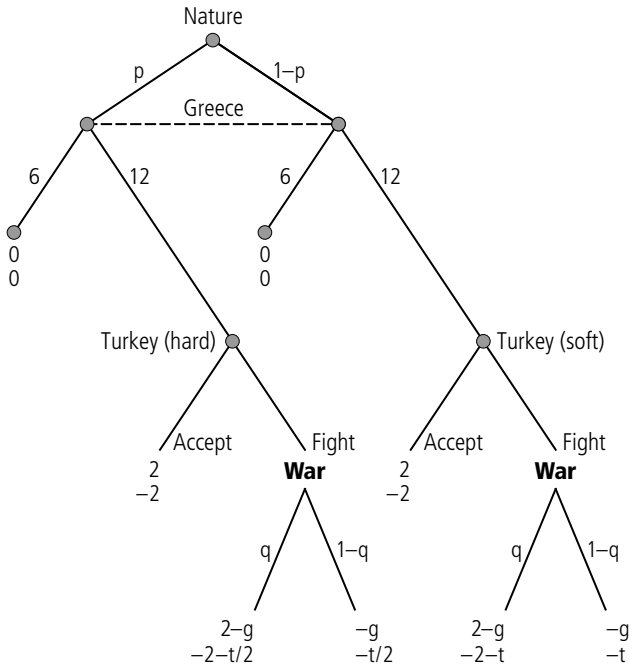 Nature
p
1–p
Greece
6
12
6
12
0
0
0
0
Turkey (hard)
Turkey (soft)
Accept
Fight
Accept
Fight
2
–2
War
2
–2
War
q
1–q
q
1–q
2–g
–2–t/2
–g
–t/2
2–g
–2–t
–g
–t